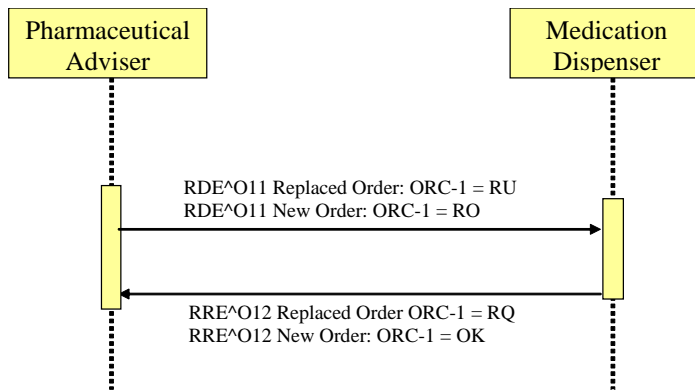 Pharmaceutical
Adviser
Medication
Dispenser
RDE^O11 Replaced Order: ORC-1 = RU
RDE^O11 New Order: ORC-1 = RO
RRE^O12 Replaced Order ORC-1 = RQ
RRE^O12 New Order: ORC-1 = OK